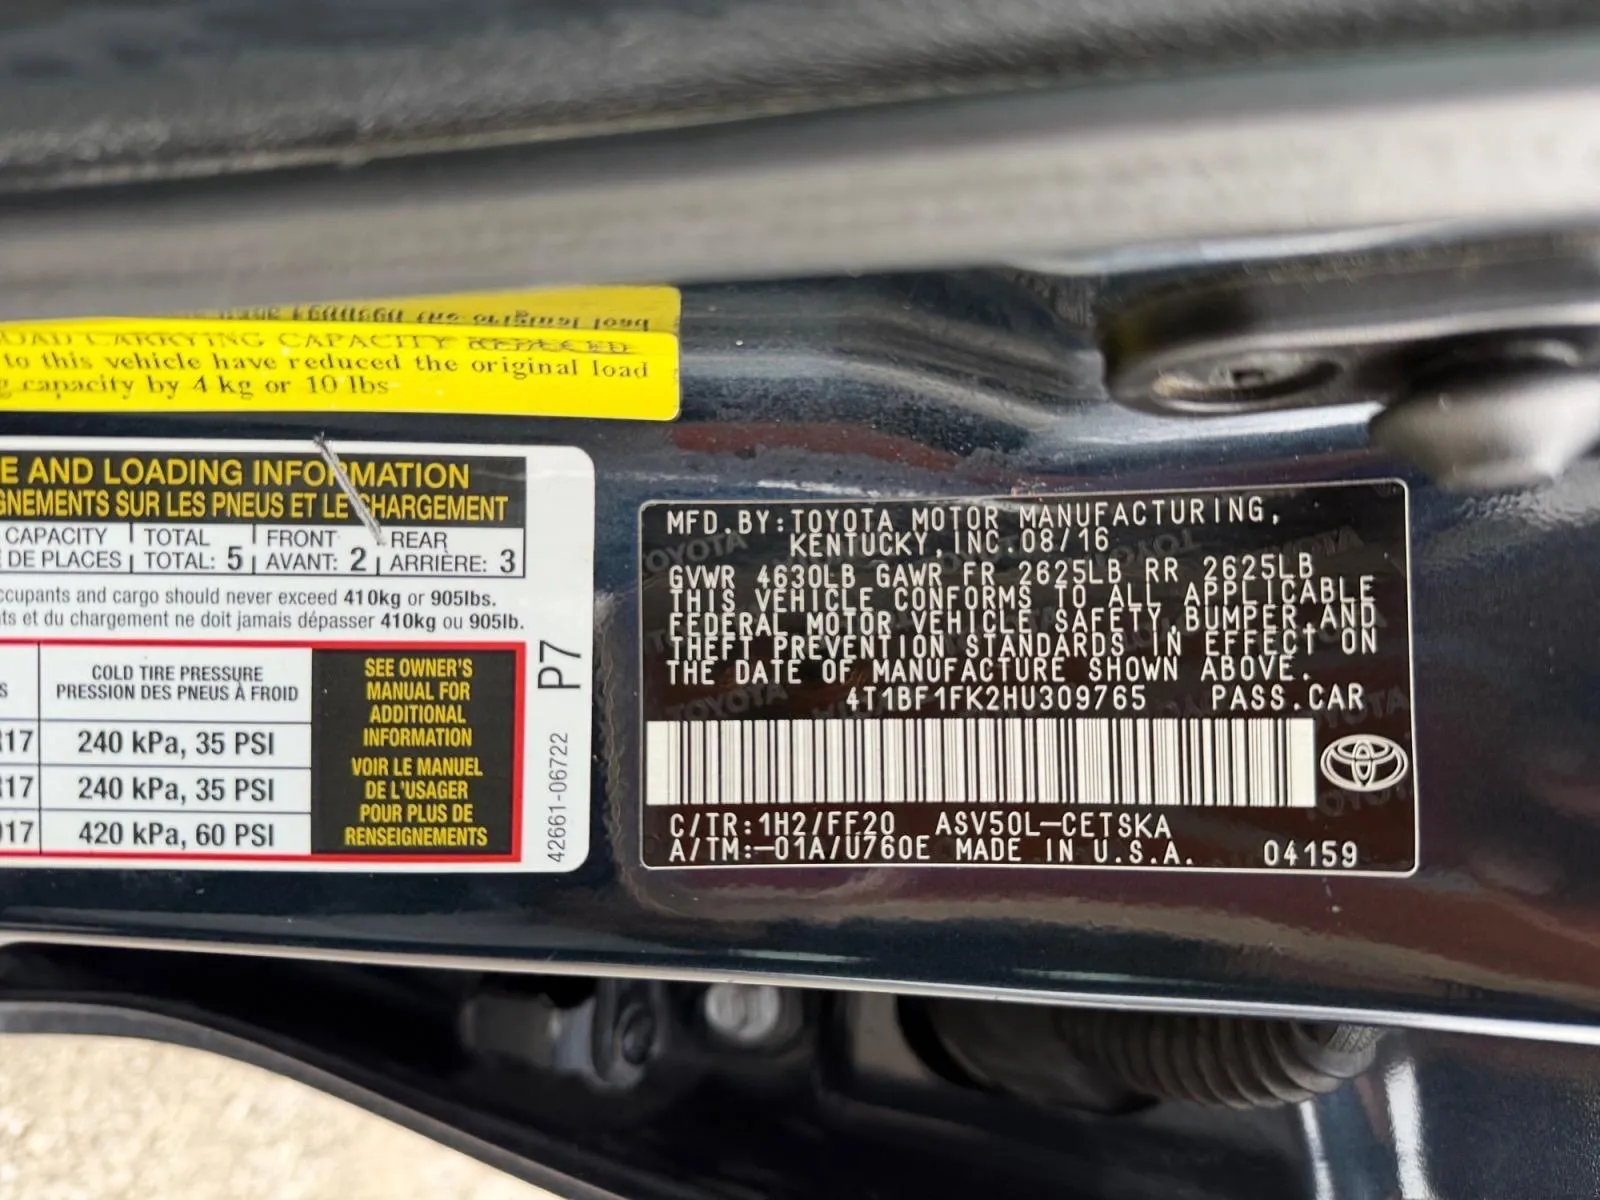 original load
OAD CARRYING CAPACITY REDUCED
to this vehicle have reduced the original load
capacity by 4 kg or 10 lbs
E AND LOADING INFORMATION
GNEMENTS SUR LES PNEUS ET LE CHARGEMENT
CAPACITY TOTAL FRONT REAR
DE PLACES TOTAL: 5 AVANT: 2 ARRIÈRE: 3
ccupants and cargo should never exceed 410kg or 905lbs.
ts et du chargement ne doit jamais dépasser 410kg ou 905lb.
COLD TIRE PRESSURE
PRESSION DES PNEUS À FROID
S
R17 240 kPa, 35 PSI
R17 240 kPa, 35 PSI
17 420 kPa, 60 PSI
SEE OWNER'S
MANUAL FOR
ADDITIONAL
INFORMATION
VOIR LE MANUEL
DE L'USAGER
POUR PLUS DE
RENSEIGNEMENTS
P7
42661-06722
MFD.BY:TOYOTA MOTOR MANUFACTURING,
KENTUCKY,INC.08/16
GVWR 4630LB GAWR FR 2625LB RR 2625LB
THIS VEHICLE CONFORMS TO ALL APPLICABLE
FEDERAL MOTOR VEHICLE SAFETY,BUMPER,AND
THEFT PREVENTION STANDARDS IN EFFECT ON
THE DATE OF MANUFACTURE SHOWN ABOVE.
4T1BF1FK2HU309765 PASS.CAR
C/TR:1H2/FF20 ASV50L-CETSKA
A/TM:-01A/U760E MADE IN U.S.A. 04159